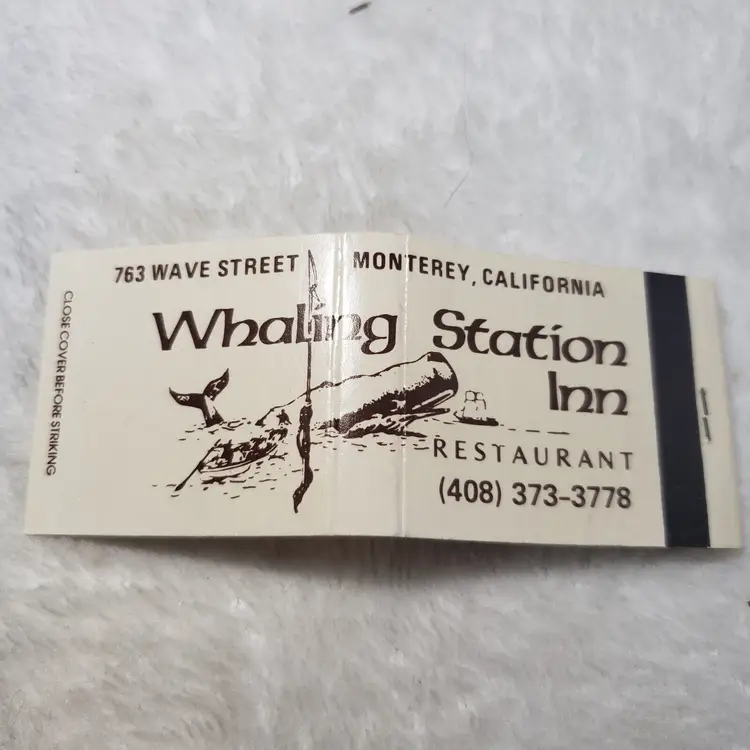 763 WAVE STREET MONTEREY, CALIFORNIA
Whaling Station
Inn
RESTAURANT
(408) 373-3778
CLOSE COVER BEFORE STRIKING